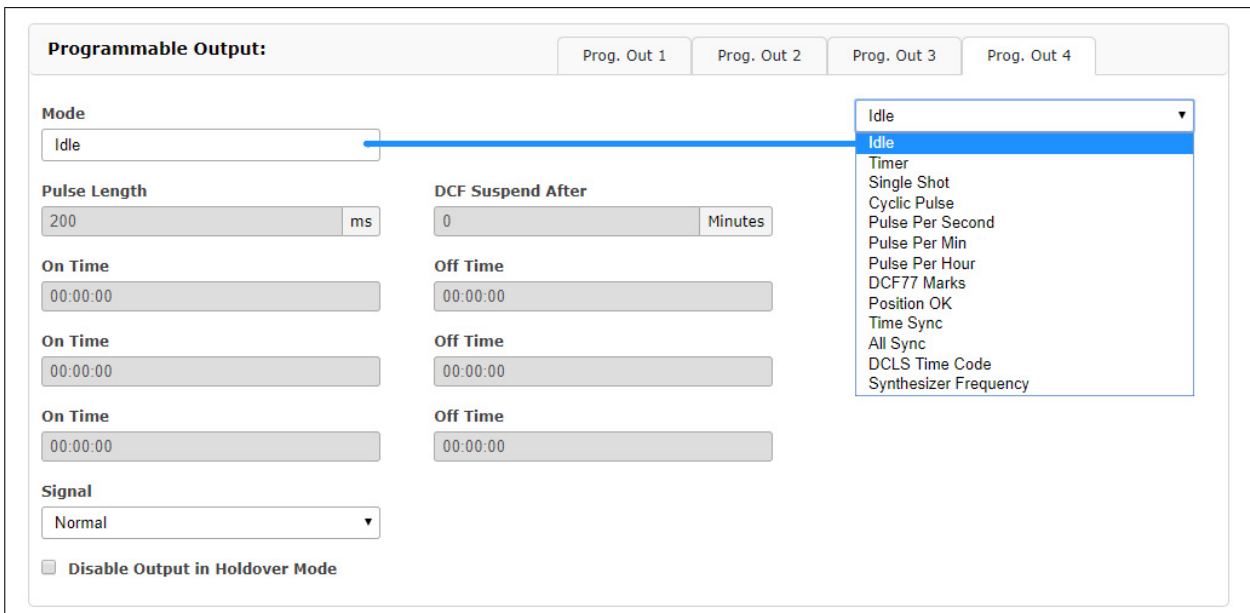 Programmable Output:
Prog. Out 1
Prog. Out 2
Prog. Out 3
Prog. Out 4
Mode
Idle
Pulse Length
200 ms
DCF Suspend After
0 Minutes
On Time
00:00:00
Off Time
00:00:00
On Time
00:00:00
Off Time
00:00:00
On Time
00:00:00
Off Time
00:00:00
Signal
Normal
Disable Output in Holdover Mode
Idle
Idle
Timer
Single Shot
Cyclic Pulse
Pulse Per Second
Pulse Per Min
Pulse Per Hour
DCF77 Marks
Position OK
Time Sync
All Sync
DCLS Time Code
Synthesizer Frequency